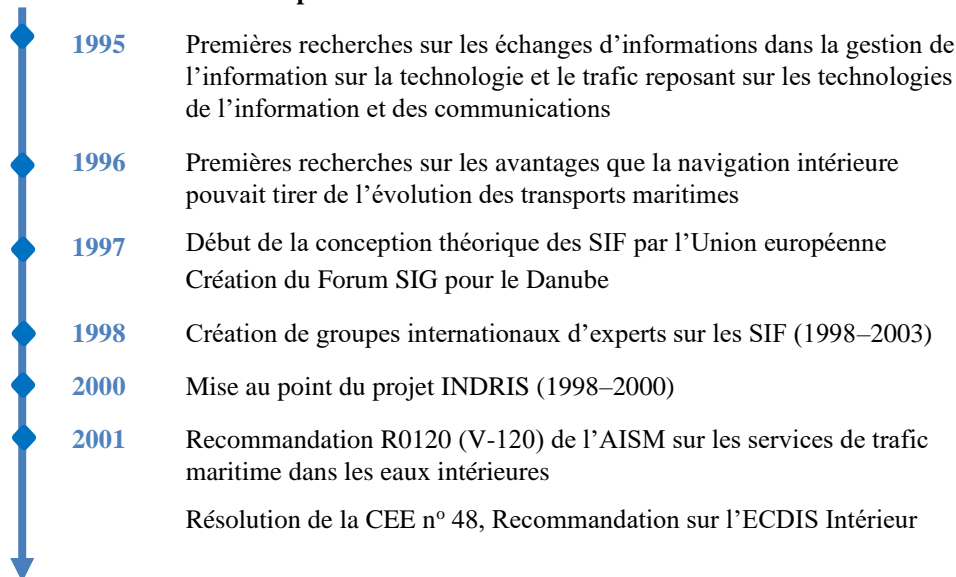 1995 Premières recherches sur les échanges d’informations dans la gestion de
l’information sur la technologie et le trafic reposant sur les technologies
de l’information et des communications
1996 Premières recherches sur les avantages que la navigation intérieure
pouvait tirer de l’évolution des transports maritimes
1997 Début de la conception théorique des SIF par l’Union européenne
Création du Forum SIG pour le Danube
1998 Création de groupes internationaux d’experts sur les SIF (1998–2003)
2000 Mise au point du projet INDRIS (1998–2000)
2001 Recommandation R0120 (V-120) de l’AISM sur les services de trafic
maritime dans les eaux intérieures
Résolution de la CEE nº 48, Recommandation sur l’ECDIS Intérieur